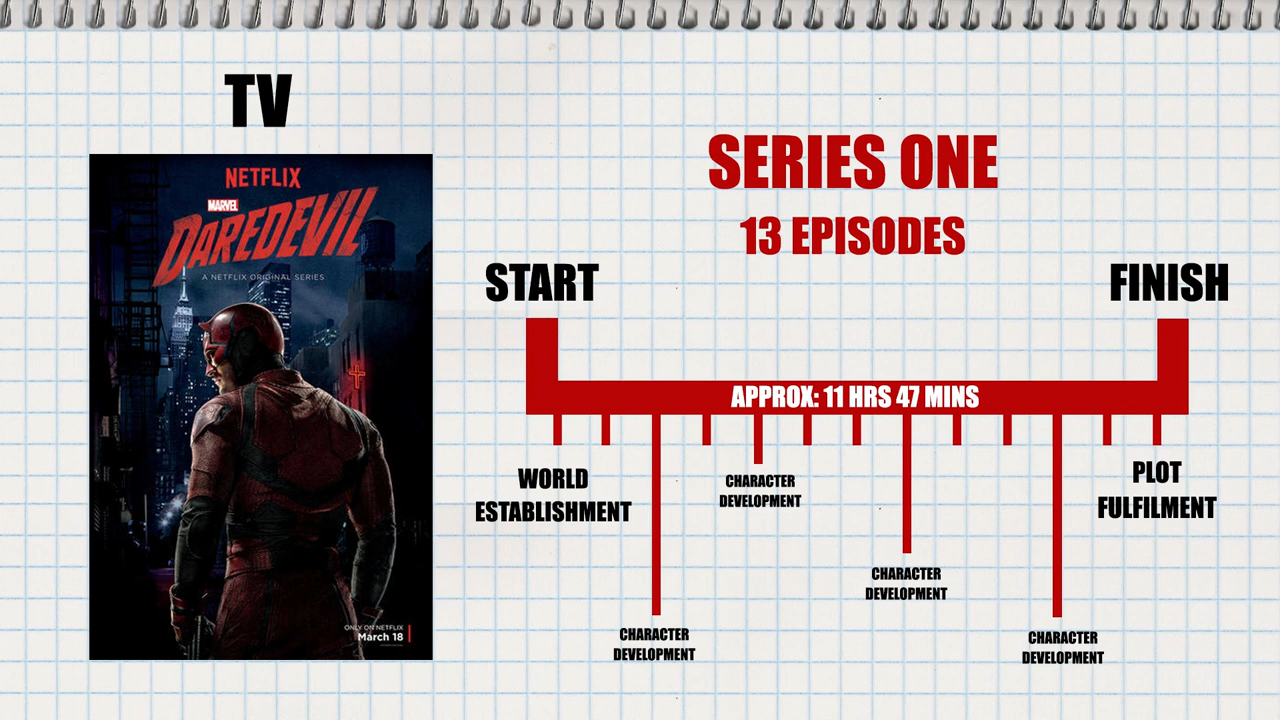 TV
NETFLIX
MARVEL
DAREDEVIL
A NETFLIX ORIGINAL SERIES
ONLY ON NETFLIX
March 18
SERIES ONE
13 EPISODES
START
FINISH
APPROX: 11 HRS 47 MINS
WORLD
ESTABLISHMENT
CHARACTER
DEVELOPMENT
CHARACTER
DEVELOPMENT
CHARACTER
DEVELOPMENT
CHARACTER
DEVELOPMENT
PLOT
FULFILMENT